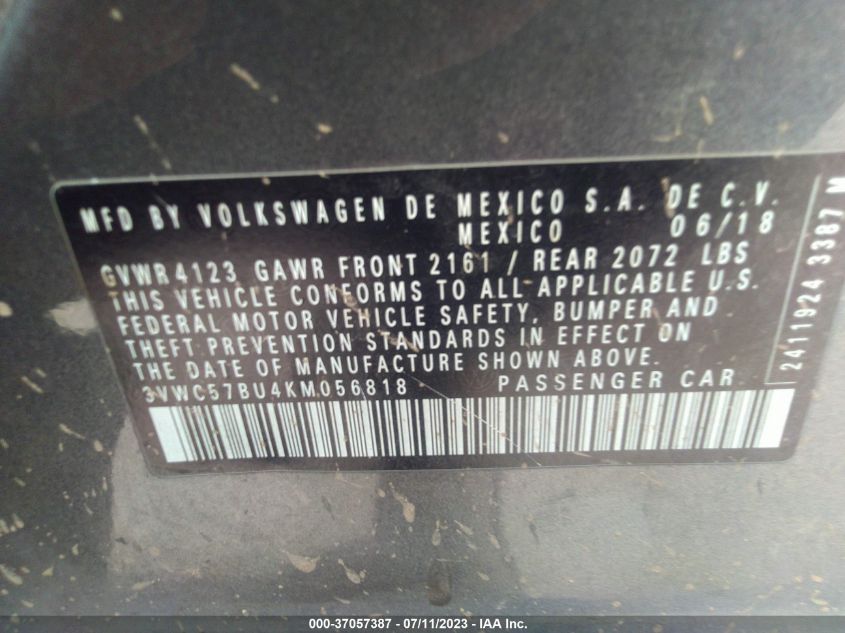 MFD BY VOLKSWAGEN DE MEXICO S.A. DE C.V.
MEXICO 06/18
GVWR 4123 GAWR FRONT 2161 / REAR 2072 LBS
THIS VEHICLE CONFORMS TO ALL APPLICABLE U.S.
FEDERAL MOTOR VEHICLE SAFETY, BUMPER AND
THEFT PREVENTION STANDARDS IN EFFECT ON
THE DATE OF MANUFACTURE SHOWN ABOVE.
3VWC57BU4KM056818 PASSENGER CAR
2411924 3387 M
000-37057387 - 07/11/2023 - IAA Inc.